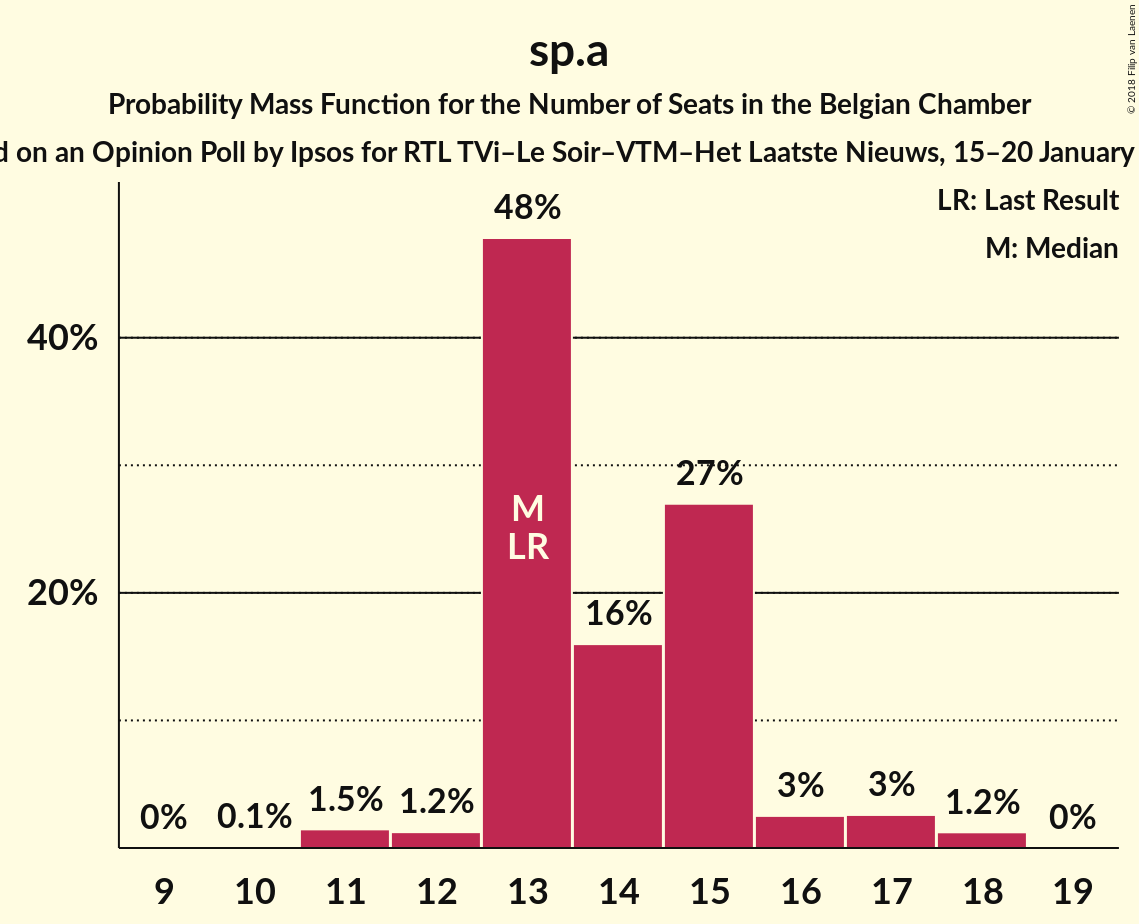 sp.a
Probability Mass Function for the Number of Seats in the Belgian Chamber
on an Opinion Poll by Ipsos for RTL TVi–Le Soir–VTM–Het Laatste Nieuws, 15–20 January
© 2018 Filip van Laenen
LR: Last Result
M: Median
48%
40%
27%
M
LR
20%
16%
0%
0.1%
1.5%
1.2%
3%
3%
1.2%
0%
9 10 11 12 13 14 15 16 17 18 19